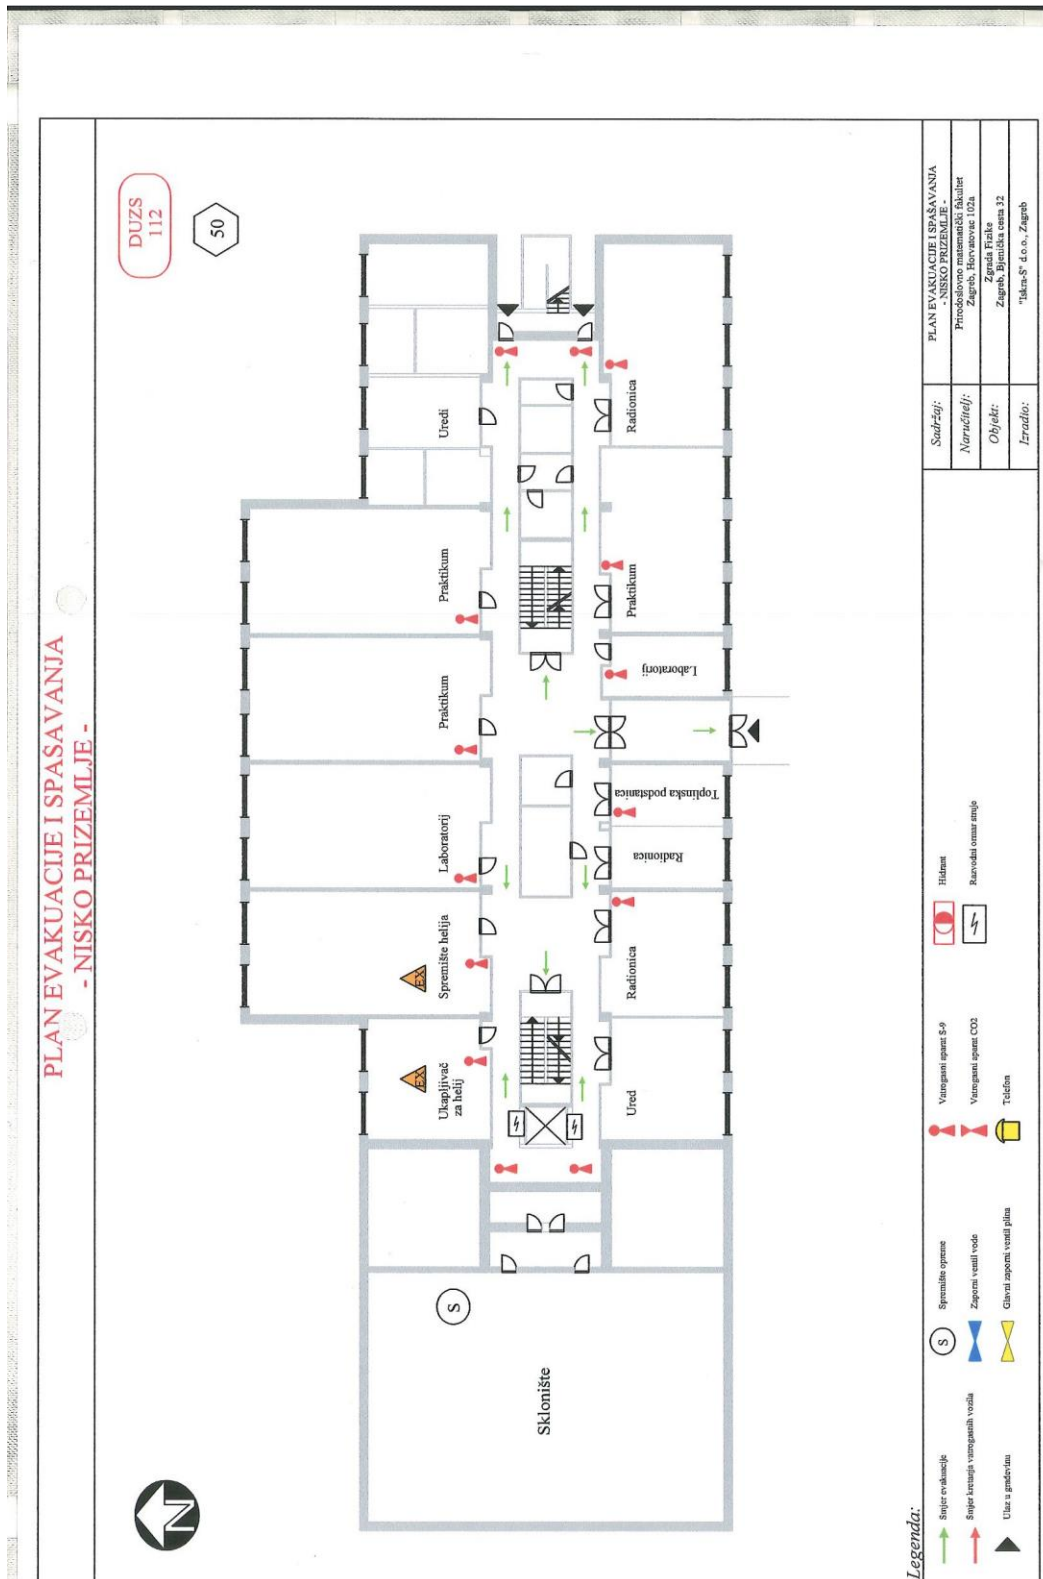 PLAN EVAKUACIJE I SPAŠAVANJA
- NISKO PRIZEMLJE -
DUZS
112
50
N
Sklonište
S
Ukapljivač
za helij
EX
Spremište helija
EX
Laboratorij
Praktikum
Praktikum
Uredi
Ured
Radionica
Radionica
Toplinska podstanica
Laboratorij
Praktikum
Radionica
Legenda:
Smjer evakuacije
Smjer kretanja vatrogasnih vozila
Ulaz u građevinu
S
Spremište opreme
Zaporni ventil vode
Glavni zaporni ventil plina
Vatrogasni aparat S-9
Vatrogasni aparat CO2
Telefon
Hidrant
Razvodni ormar struje
Sadržaj:
PLAN EVAKUACIJE I SPAŠAVANJA
- NISKO PRIZEMLJE -
Naručitelj:
Prirodoslovno matematički fakultet
Zagreb, Horvatovac 102a
Objekt:
Zgrada Fizike
Zagreb, Bijenička cesta 32
Izradio:
"Iskra-S" d.o.o., Zagreb